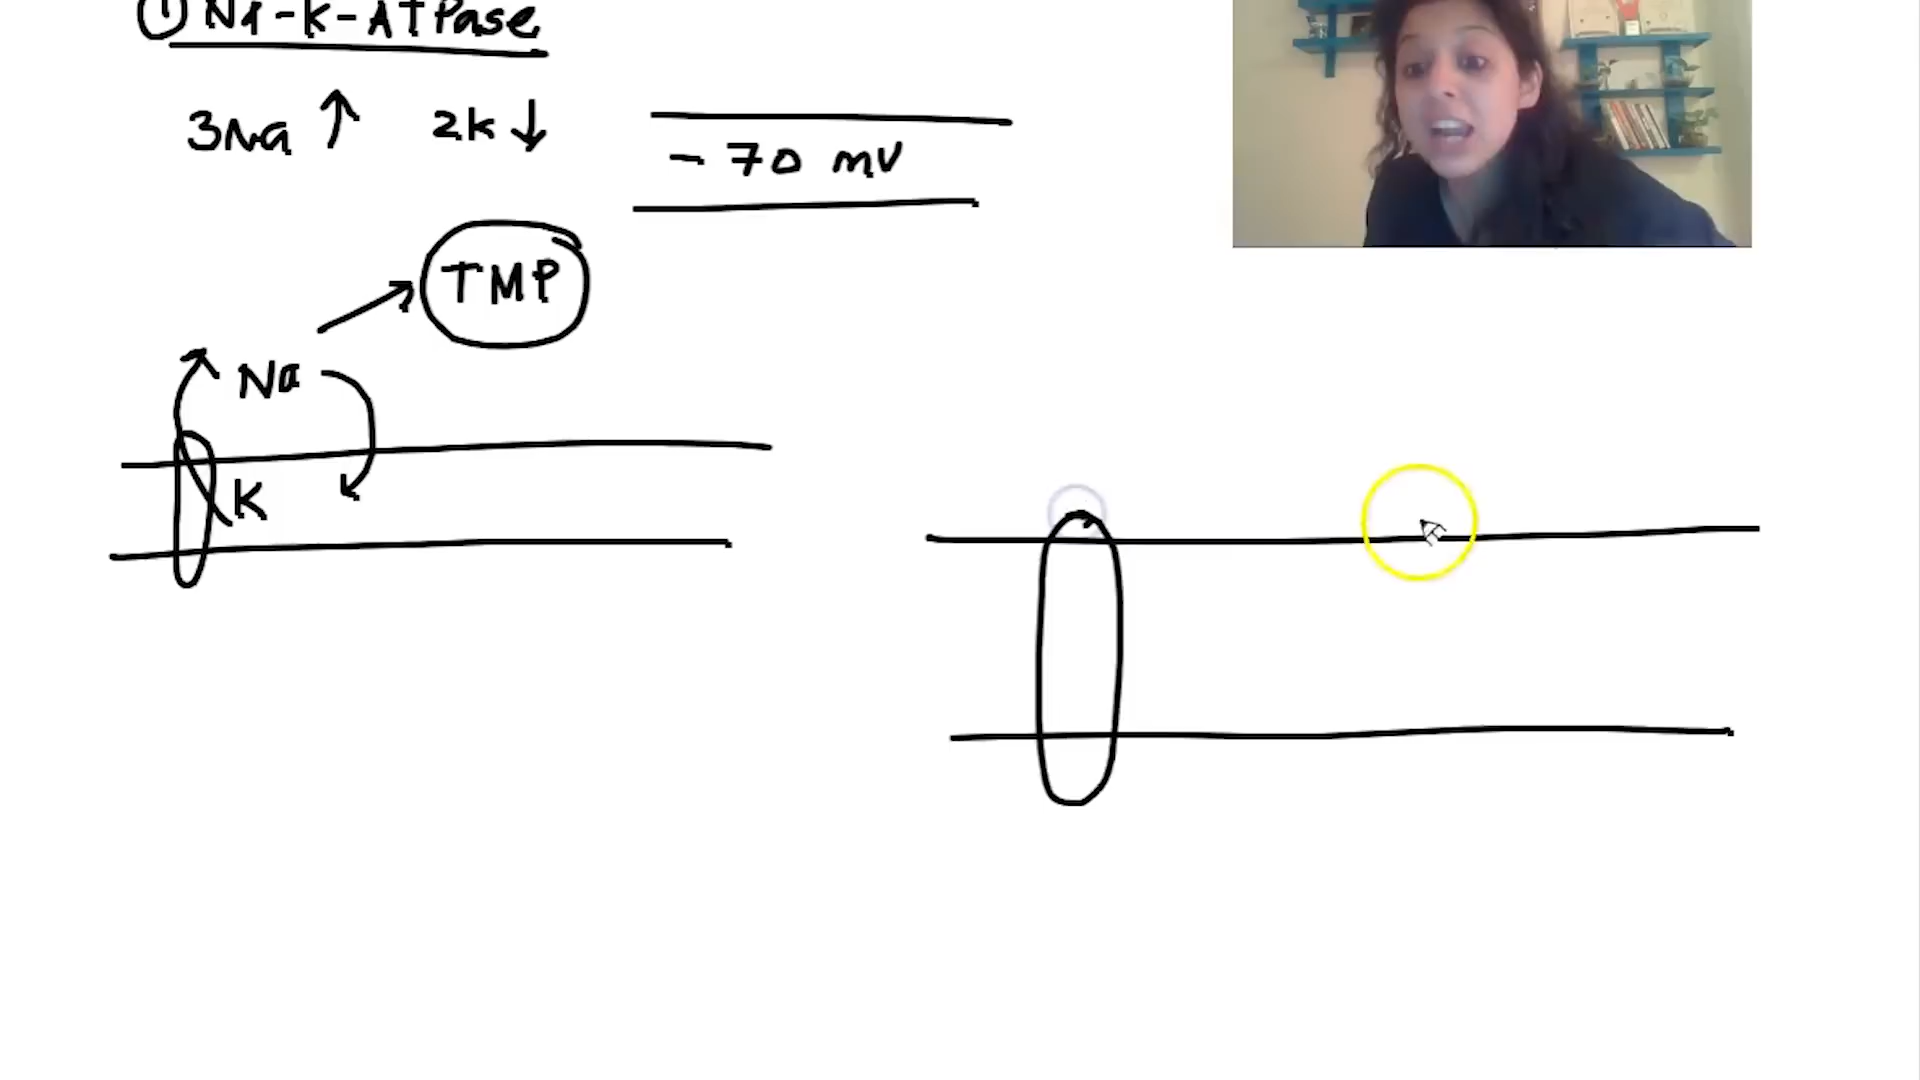 ① Na-K-ATPase
3Na ↑ 2K ↓
- 70 mV
TMP
Na
K